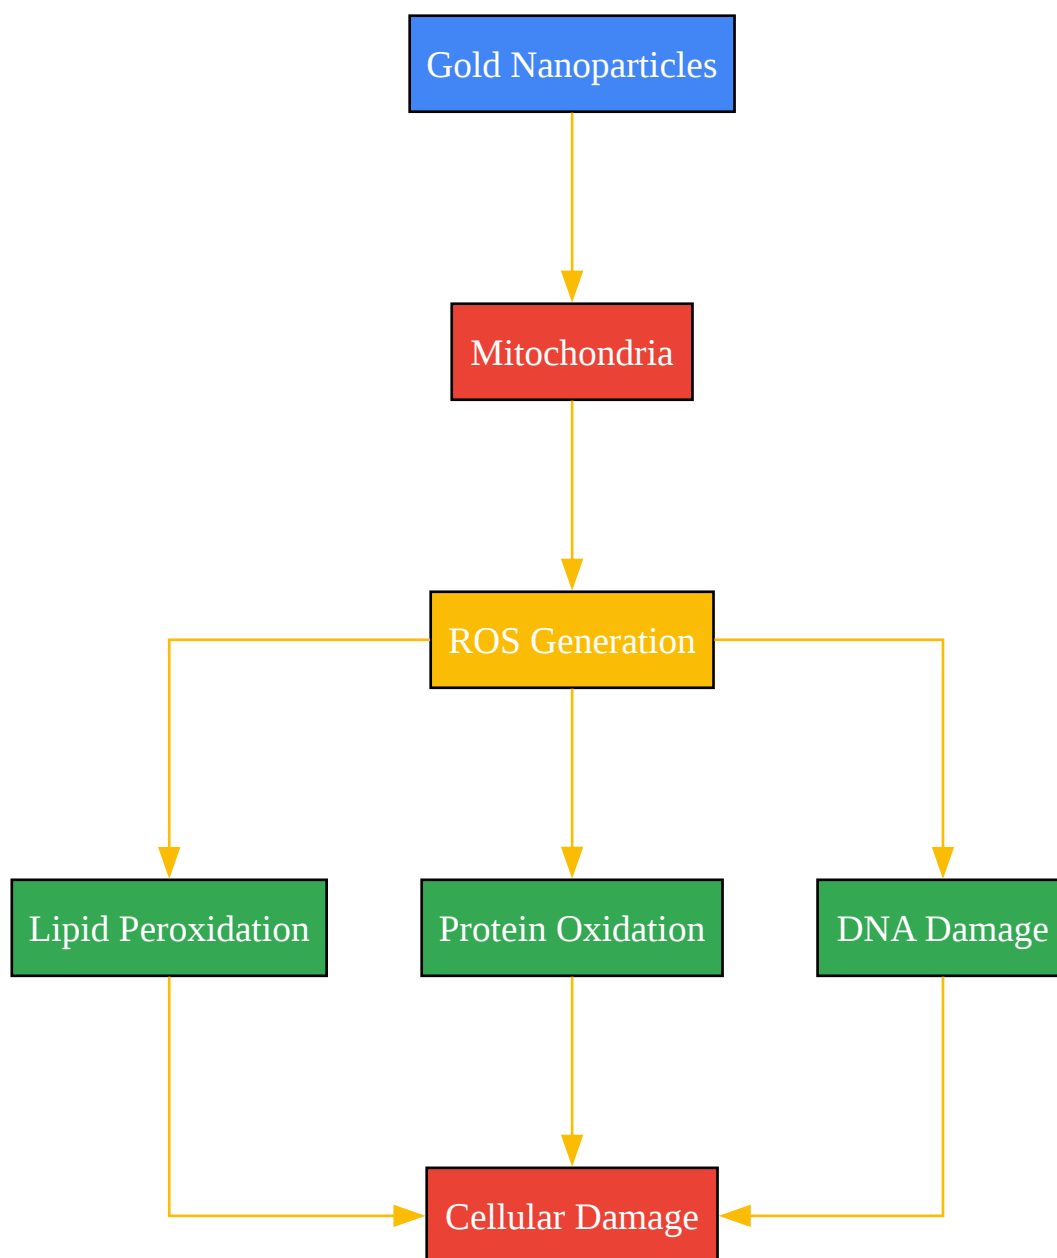 Gold Nanoparticles
Mitochondria
ROS Generation
Lipid Peroxidation
Protein Oxidation
DNA Damage
Cellular Damage